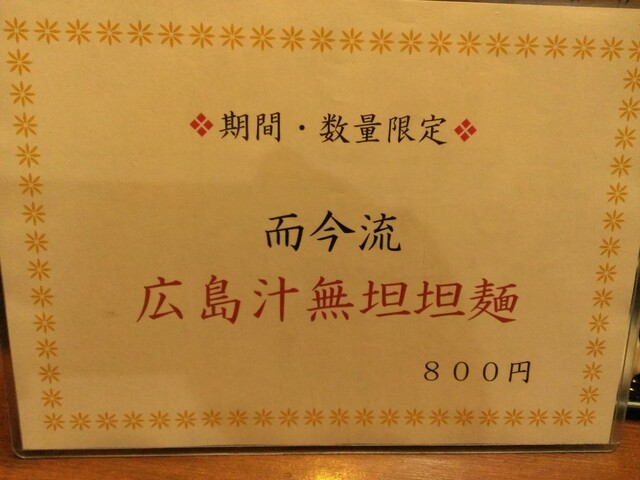 ❖期間・数量限定❖
而今流
広島汁無坦坦麺
８００円